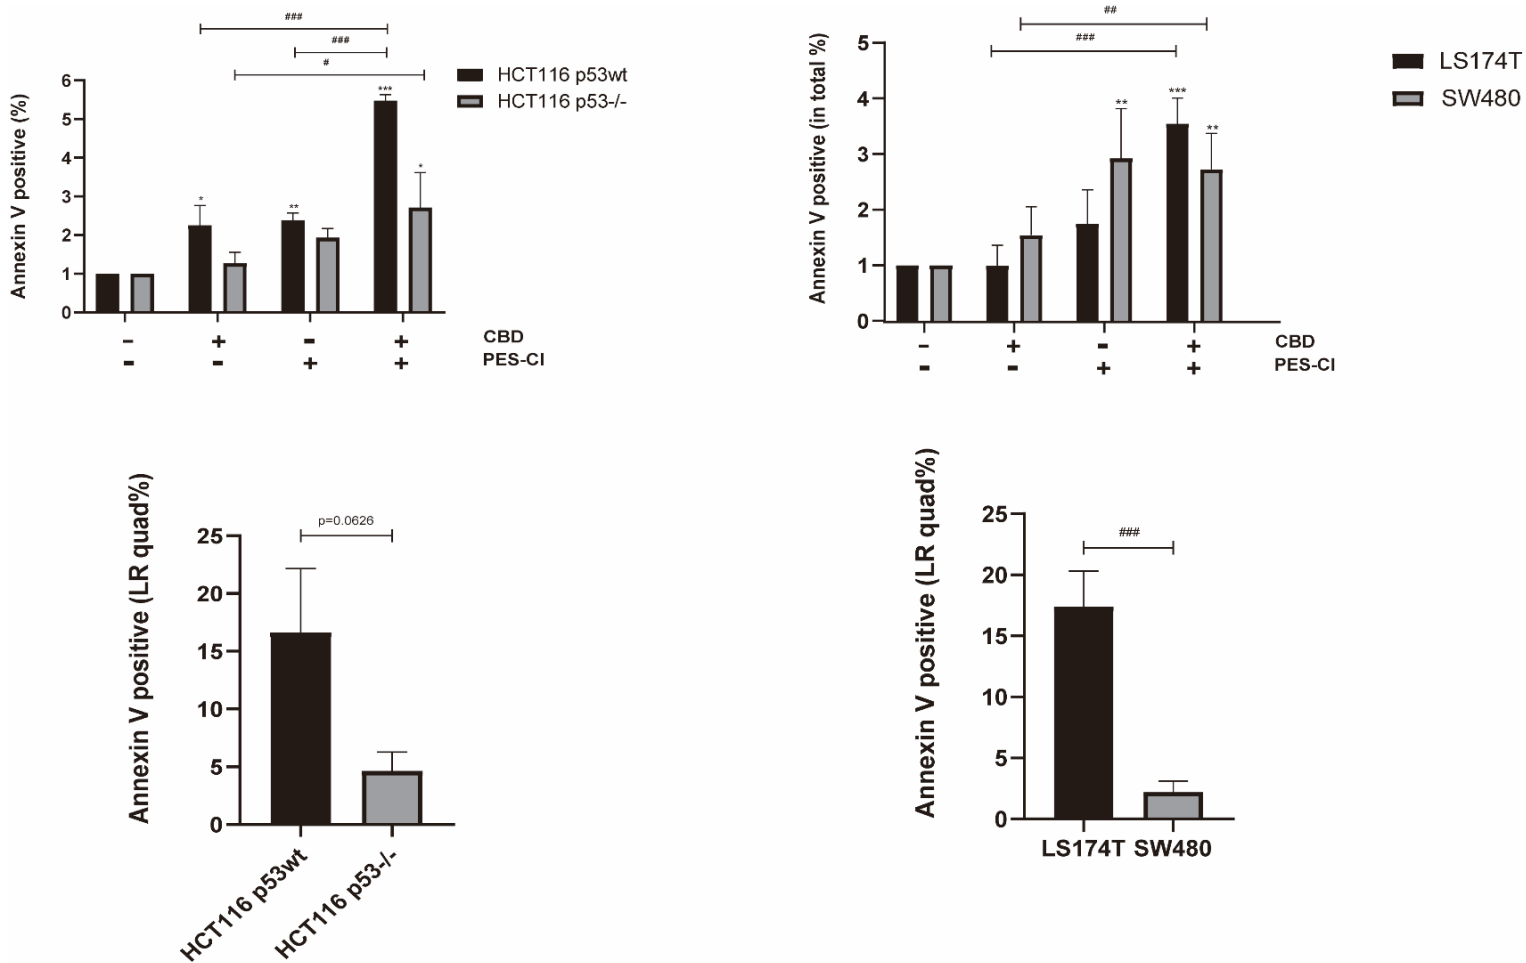 ###
###
#
HCT116 p53wt
HCT116 p53-/-
Annexin V positive (%)
6
5
4
3
2
1
0
*
**
***
*
- + - + CBD
- - + + PES-Cl
##
###
LS174T
SW480
Annexin V positive (in total %)
5
4
3
2
1
0
**
***
**
- + - + CBD
- - + + PES-Cl
p=0.0626
Annexin V positive (LR quad%)
25
20
15
10
5
0
HCT116 p53wt
HCT116 p53-/-
###
Annexin V positive (LR quad%)
25
20
15
10
5
0
LS174T SW480